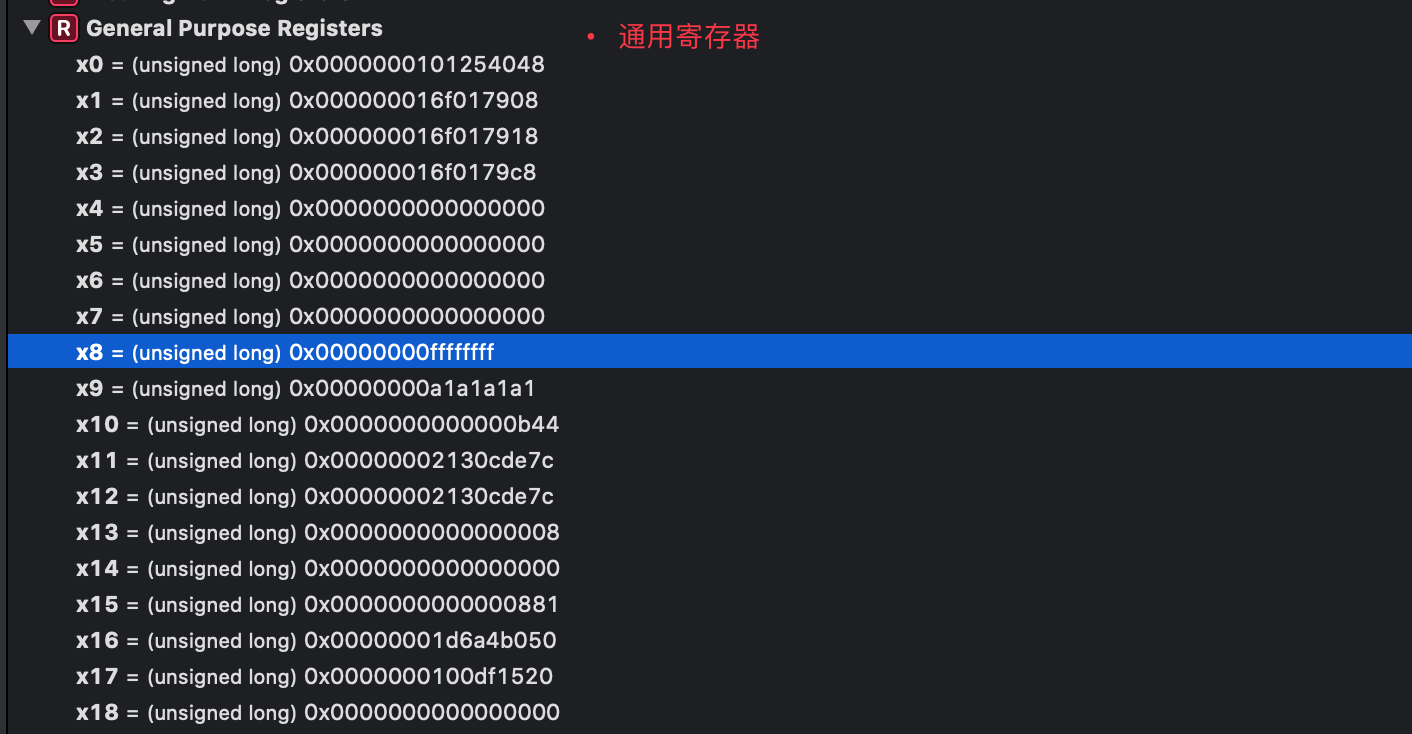 R General Purpose Registers
• 通用寄存器
x0 = (unsigned long) 0x0000000101254048
x1 = (unsigned long) 0x000000016f017908
x2 = (unsigned long) 0x000000016f017918
x3 = (unsigned long) 0x000000016f0179c8
x4 = (unsigned long) 0x0000000000000000
x5 = (unsigned long) 0x0000000000000000
x6 = (unsigned long) 0x0000000000000000
x7 = (unsigned long) 0x0000000000000000
x8 = (unsigned long) 0x00000000ffffffff
x9 = (unsigned long) 0x00000000a1a1a1a1
x10 = (unsigned long) 0x0000000000000b44
x11 = (unsigned long) 0x00000002130cde7c
x12 = (unsigned long) 0x00000002130cde7c
x13 = (unsigned long) 0x0000000000000008
x14 = (unsigned long) 0x0000000000000000
x15 = (unsigned long) 0x0000000000000881
x16 = (unsigned long) 0x00000001d6a4b050
x17 = (unsigned long) 0x0000000100df1520
x18 = (unsigned long) 0x0000000000000000